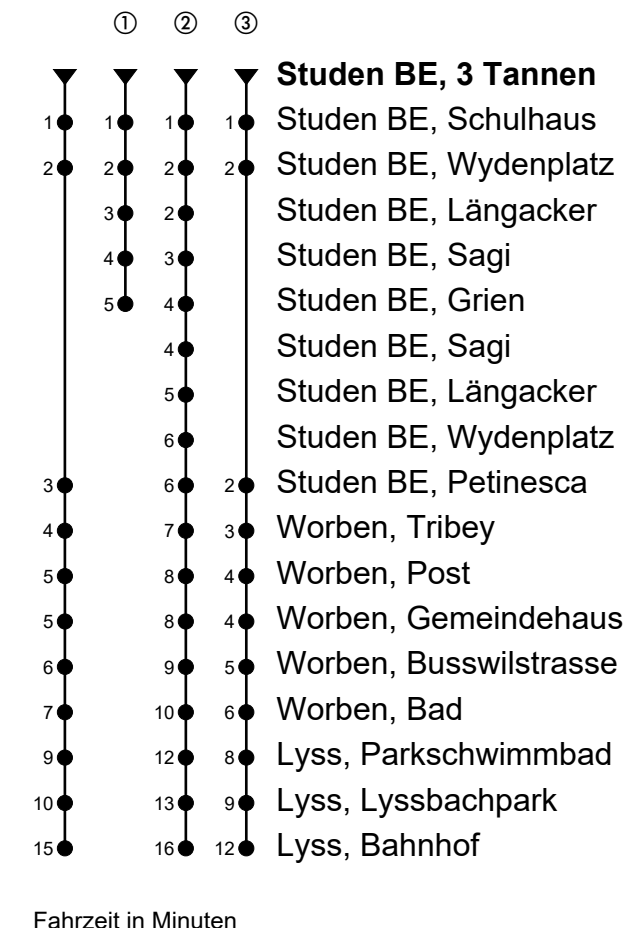 ① ② ③
Studen BE, 3 Tannen
1 1 1 1 Studen BE, Schulhaus
2 2 2 2 Studen BE, Wydenplatz
3 2 Studen BE, Längacker
4 3 Studen BE, Sagi
5 4 Studen BE, Grien
4 Studen BE, Sagi
5 Studen BE, Längacker
6 Studen BE, Wydenplatz
3 6 2 Studen BE, Petinesca
4 7 3 Worben, Tribey
5 8 4 Worben, Post
5 8 4 Worben, Gemeindehaus
6 9 5 Worben, Busswilstrasse
7 10 6 Worben, Bad
9 12 8 Lyss, Parkschwimmbad
10 13 9 Lyss, Lyssbachpark
15 16 12 Lyss, Bahnhof
Fahrzeit in Minuten